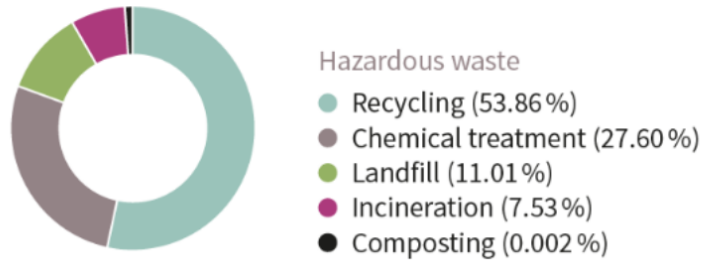 Hazardous waste
Recycling (53.86 %)
Chemical treatment (27.60 %)
Landfill (11.01 %)
Incineration (7.53 %)
Composting (0.002 %)